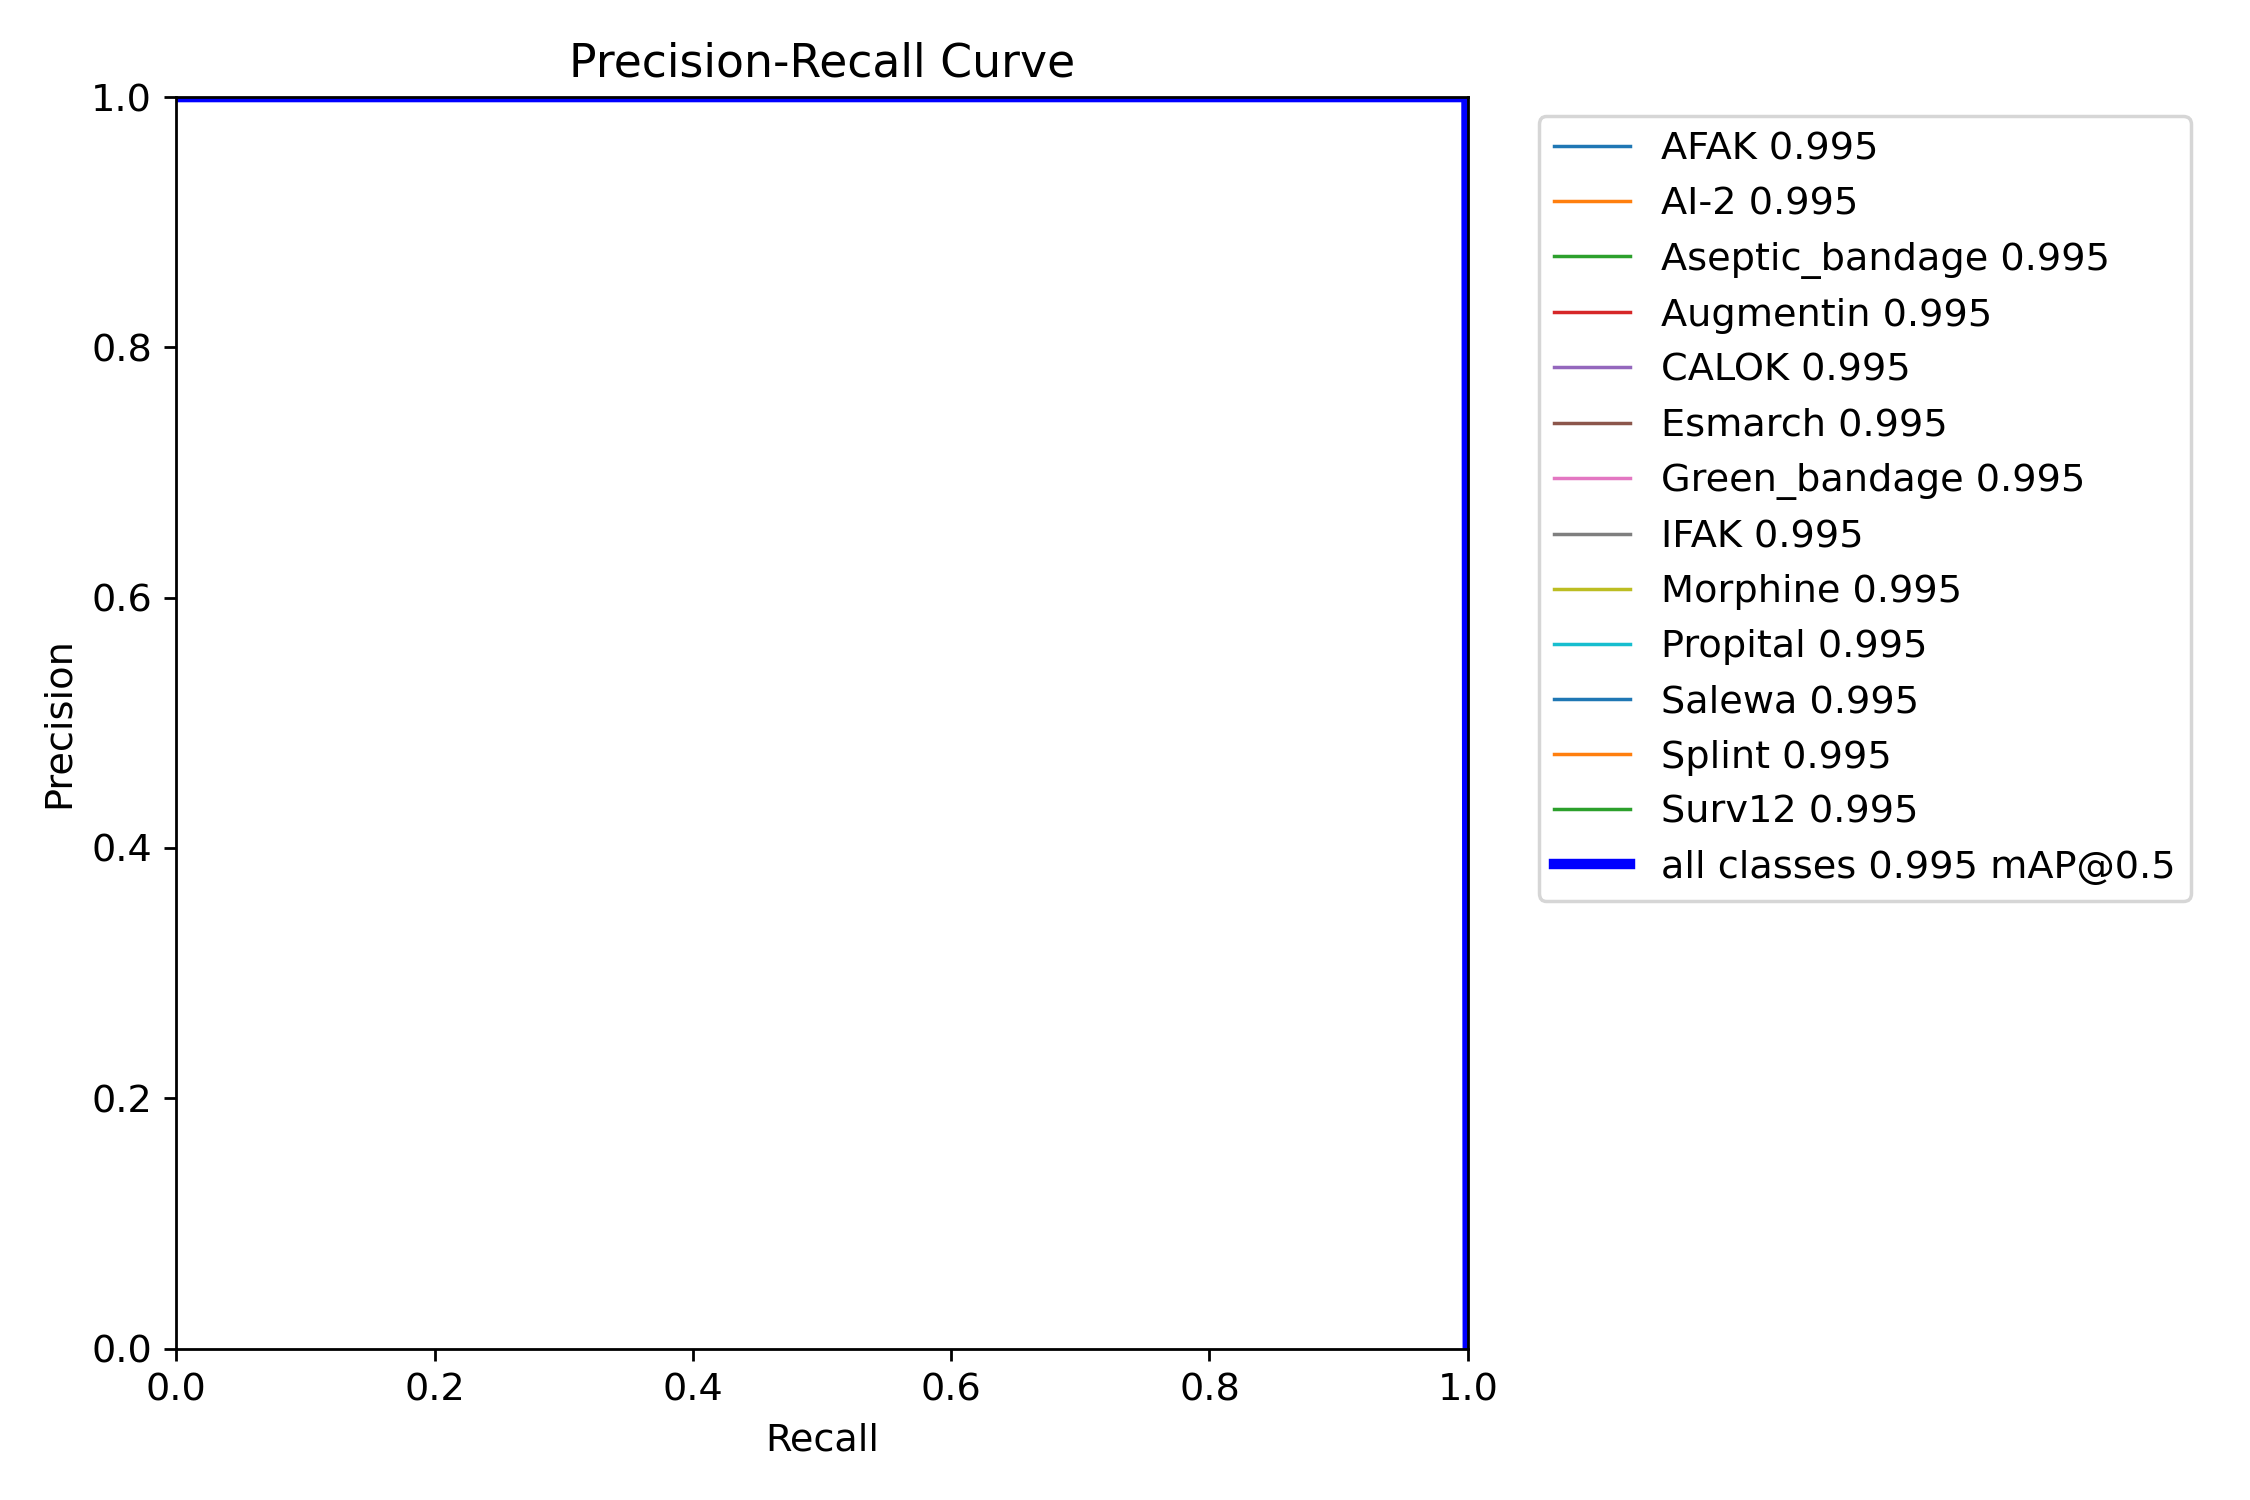 Precision-Recall Curve
1.0
0.8
0.6
0.4
0.2
0.0
Precision
0.0 0.2 0.4 0.6 0.8 1.0
Recall
AFAK 0.995
AI-2 0.995
Aseptic_bandage 0.995
Augmentin 0.995
CALOK 0.995
Esmarch 0.995
Green_bandage 0.995
IFAK 0.995
Morphine 0.995
Propital 0.995
Salewa 0.995
Splint 0.995
Surv12 0.995
all classes 0.995 mAP@0.5